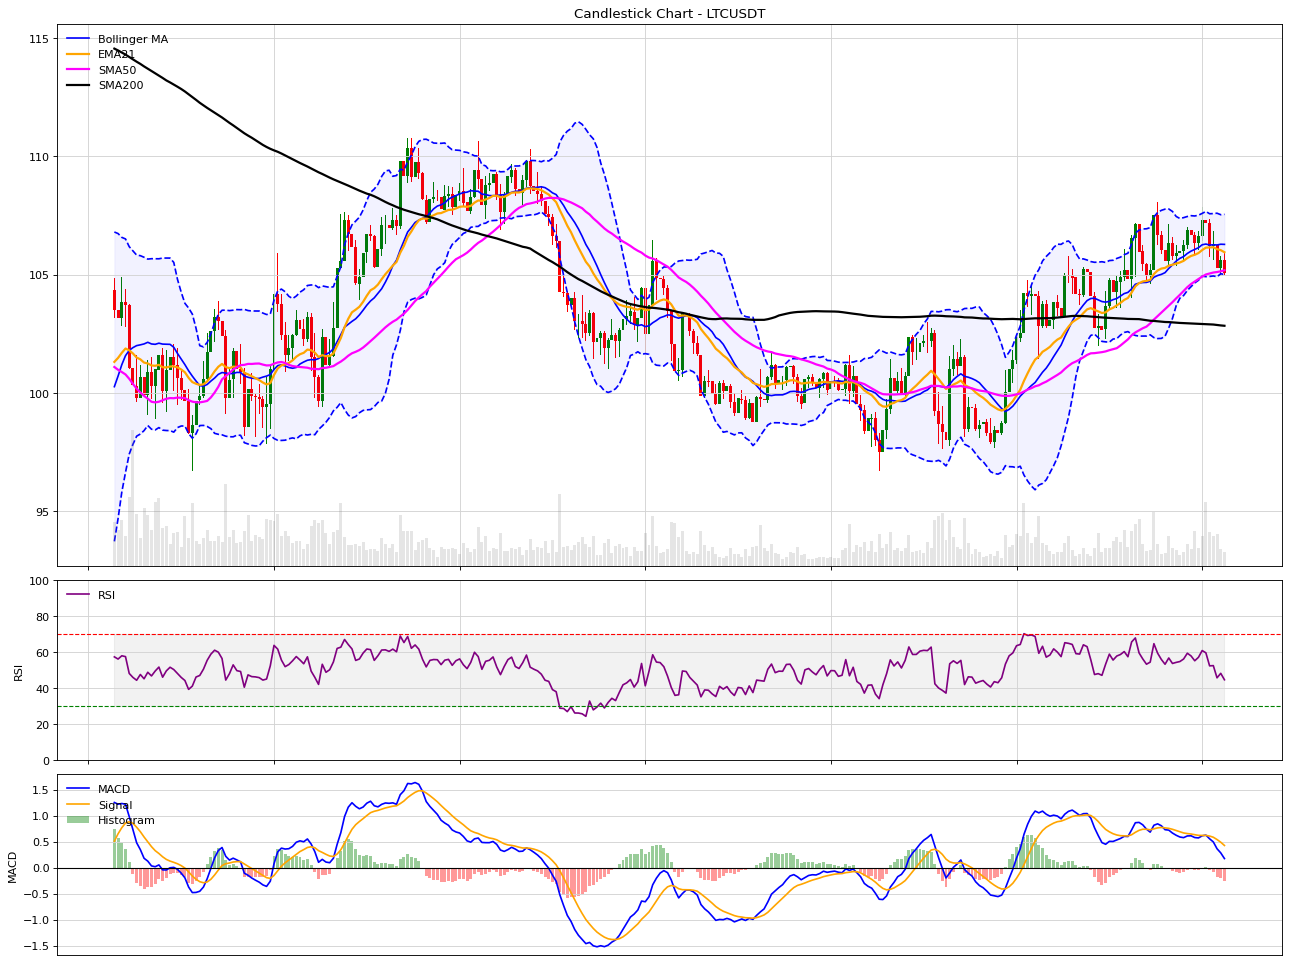 Candlestick Chart - LTCUSDT
115
110
105
100
95
Bollinger MA
EMA21
SMA50
SMA200
100
80
60
40
20
0
RSI
RSI
1.5
1.0
0.5
0.0
−0.5
−1.0
−1.5
MACD
MACD
Signal
Histogram